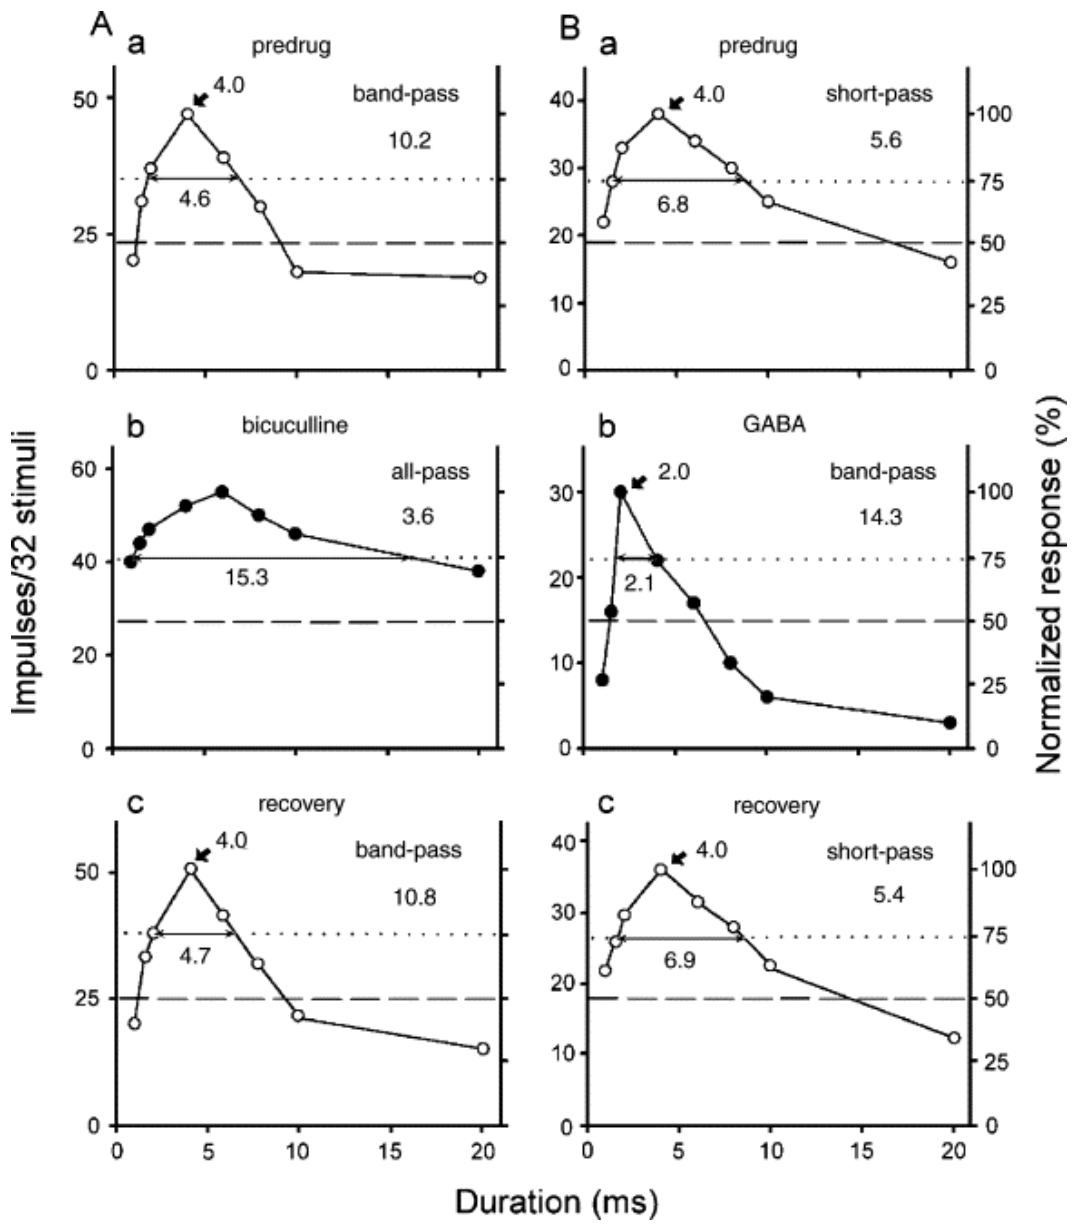 A
a
predrug
4.0
band-pass
10.2
4.6
50
25
0
B
a
predrug
4.0
short-pass
5.6
6.8
40
30
20
10
0
100
75
50
75
50
b
bicuculline
all-pass
3.6
15.3
60
40
20
0
b
GABA
2.0
band-pass
14.3
2.1
30
20
10
0
100
75
50
25
0
c
recovery
4.0
band-pass
10.8
4.7
50
25
0
0
5
10
20
c
recovery
4.0
short-pass
5.4
6.9
40
30
20
10
0
100
75
50
25
0
0
5
10
20
Impulses/32 stimuli
Normalized response (%)
Duration (ms)